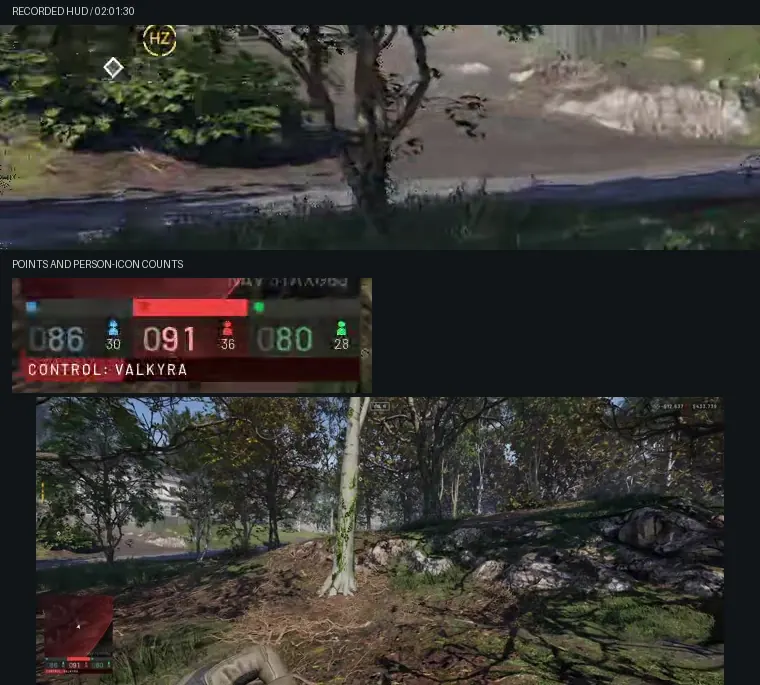 RECORDED HUD / 02:01:30
HZ
POINTS AND PERSON-ICON COUNTS
086 30 091 36 080 28
CONTROL: VALKYRA